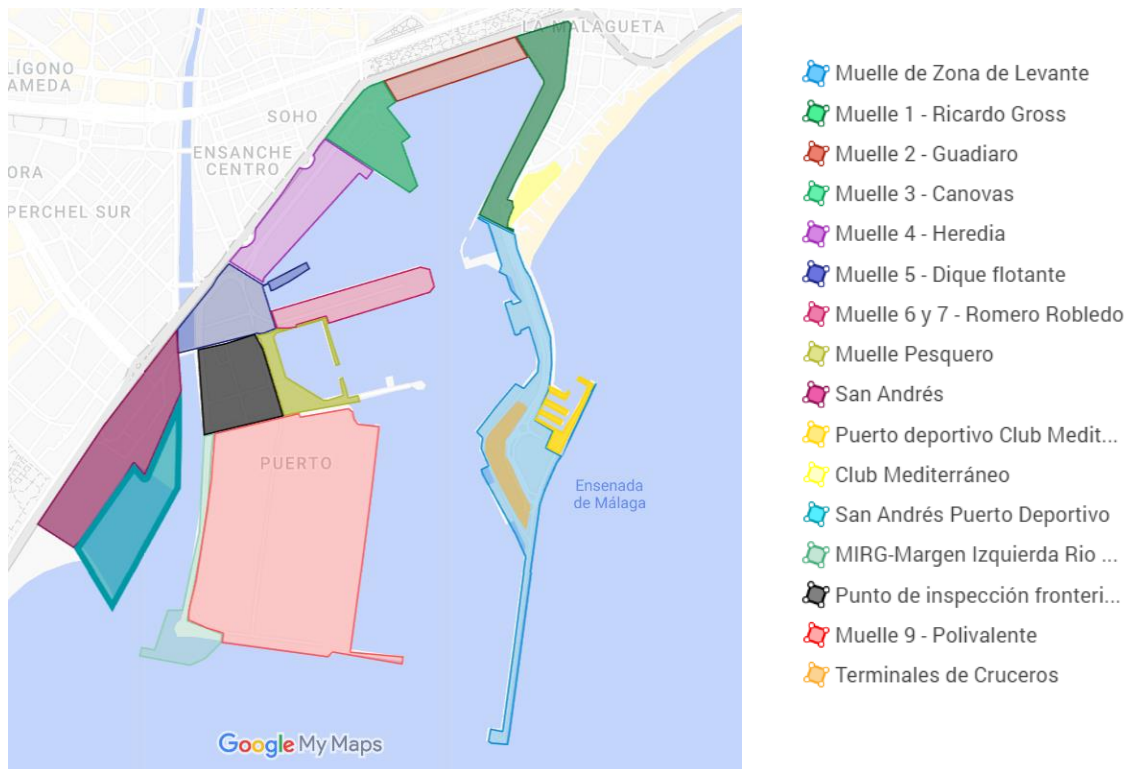 LA MALAGUETA
LÍGONO
AMEDA
SOHO
ENSANCHE
CENTRO
ORA
PERCHEL SUR
PUERTO
Ensenada
de Málaga
Google My Maps
Muelle de Zona de Levante
Muelle 1 - Ricardo Gross
Muelle 2 - Guadiaro
Muelle 3 - Canovas
Muelle 4 - Heredia
Muelle 5 - Dique flotante
Muelle 6 y 7 - Romero Robledo
Muelle Pesquero
San Andrés
Puerto deportivo Club Medit...
Club Mediterráneo
San Andrés Puerto Deportivo
MIRG-Margen Izquierda Rio ...
Punto de inspección fronteri...
Muelle 9 - Polivalente
Terminales de Cruceros